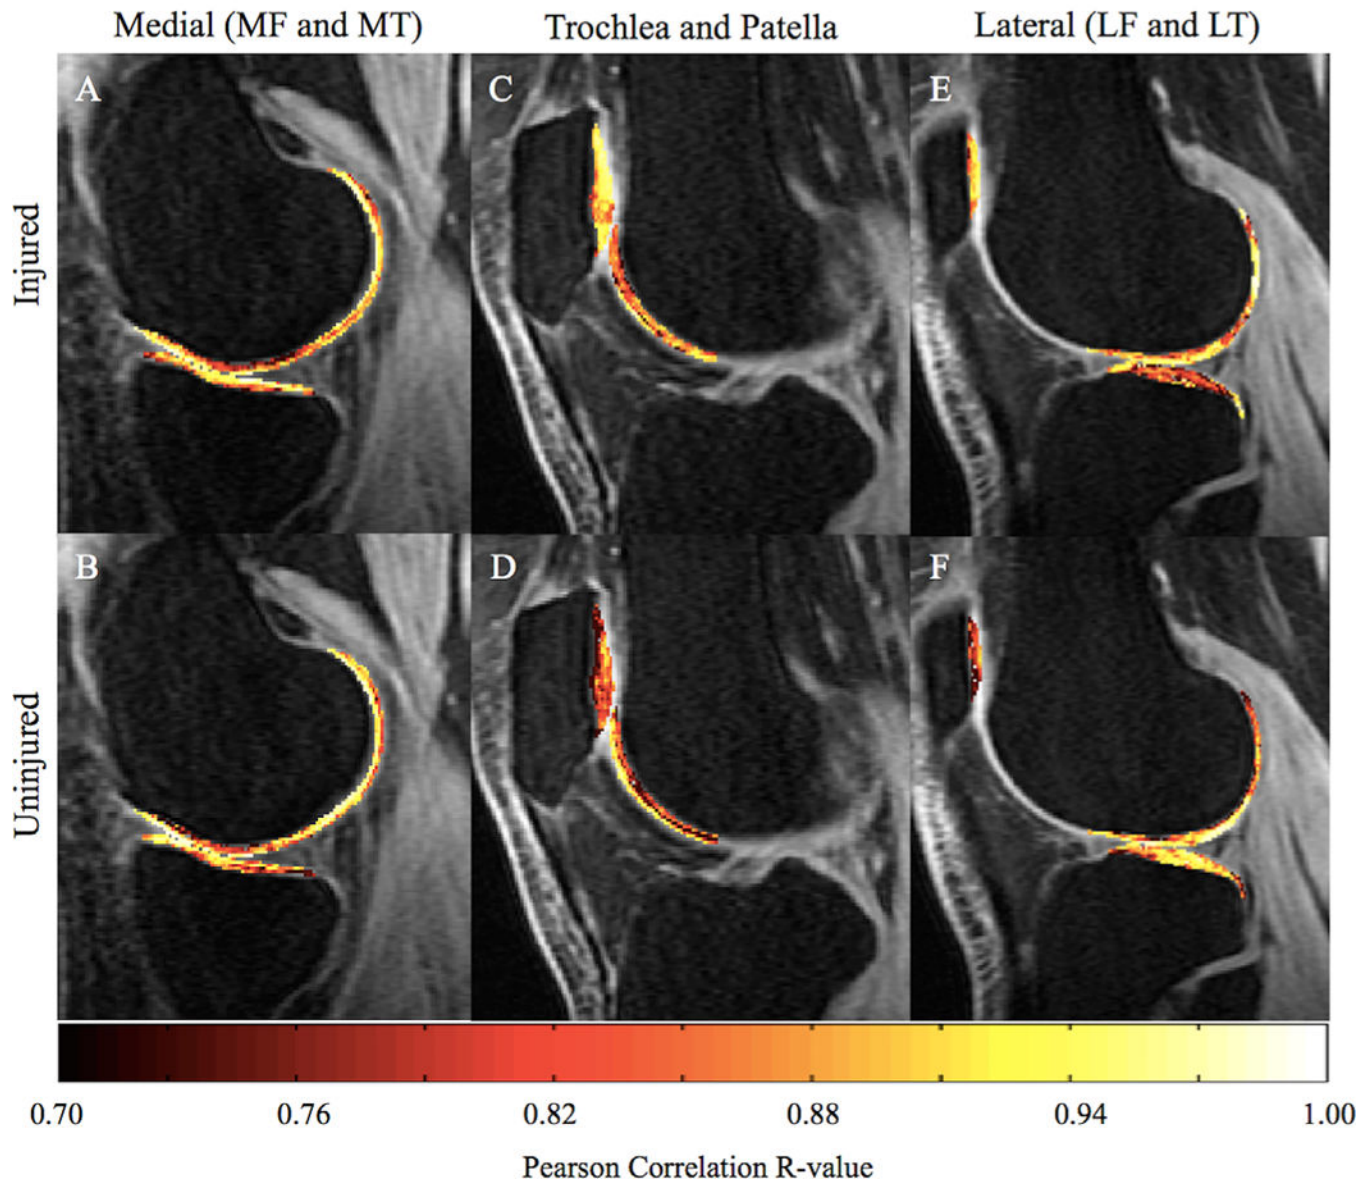 Medial (MF and MT)
Trochlea and Patella
Lateral (LF and LT)
Injured
A
C
E
Uninjured
B
D
F
0.70
0.76
0.82
0.88
0.94
1.00
Pearson Correlation R-value